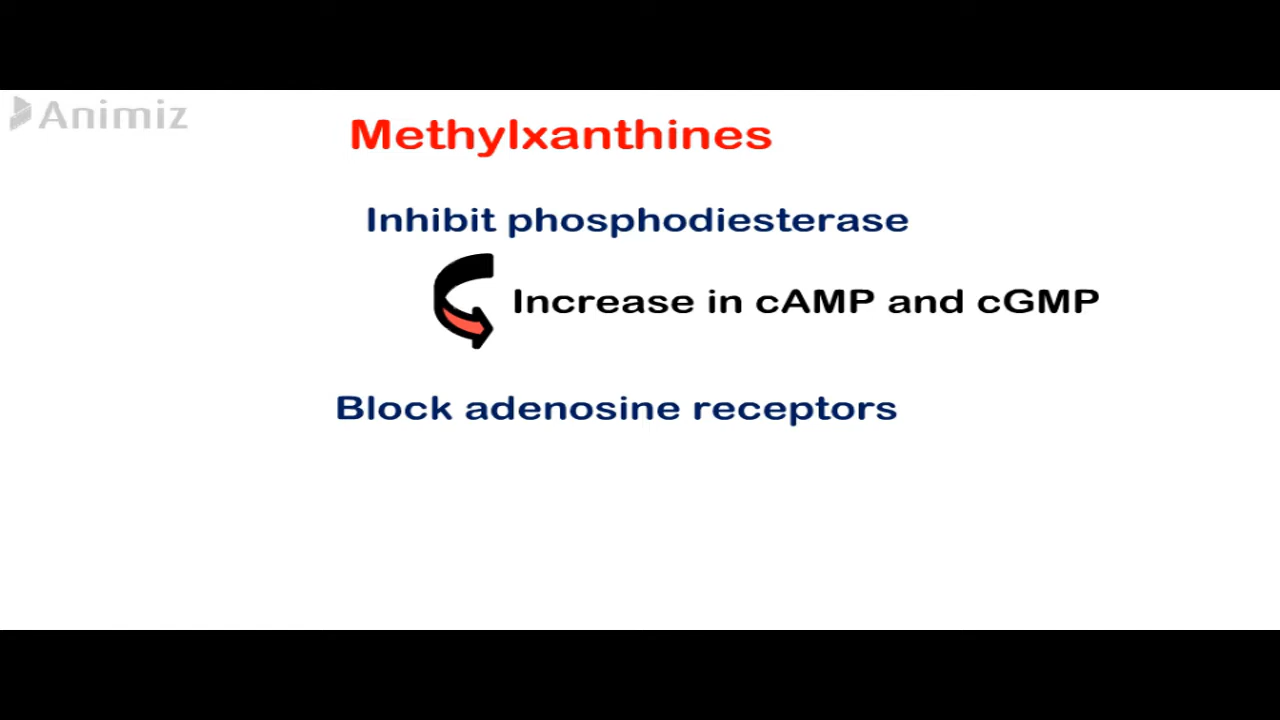 Animiz
Methylxanthines
Inhibit phosphodiesterase
Increase in cAMP and cGMP
Block adenosine receptors